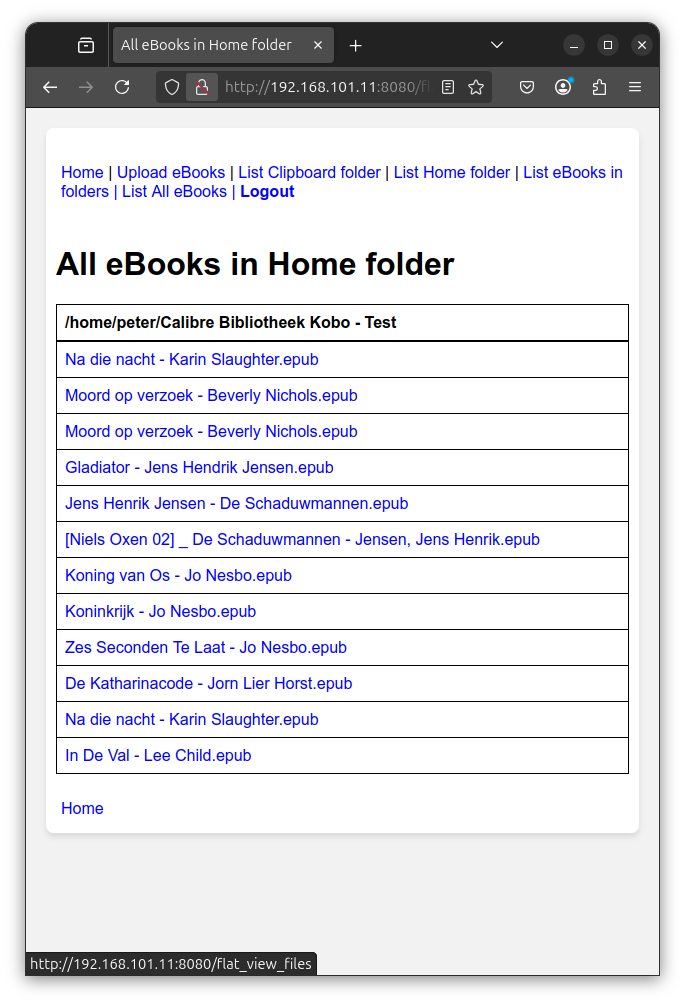 All eBooks in Home folder
http://192.168.101.11:8080/fl
Home | Upload eBooks | List Clipboard folder | List Home folder | List eBooks in
folders | List All eBooks | Logout
All eBooks in Home folder
/home/peter/Calibre Bibliotheek Kobo - Test
Na die nacht - Karin Slaughter.epub
Moord op verzoek - Beverly Nichols.epub
Moord op verzoek - Beverly Nichols.epub
Gladiator - Jens Hendrik Jensen.epub
Jens Henrik Jensen - De Schaduwmannen.epub
[Niels Oxen 02] _ De Schaduwmannen - Jensen, Jens Henrik.epub
Koning van Os - Jo Nesbo.epub
Koninkrijk - Jo Nesbo.epub
Zes Seconden Te Laat - Jo Nesbo.epub
De Katharinacode - Jorn Lier Horst.epub
Na die nacht - Karin Slaughter.epub
In De Val - Lee Child.epub
Home
http://192.168.101.11:8080/flat_view_files